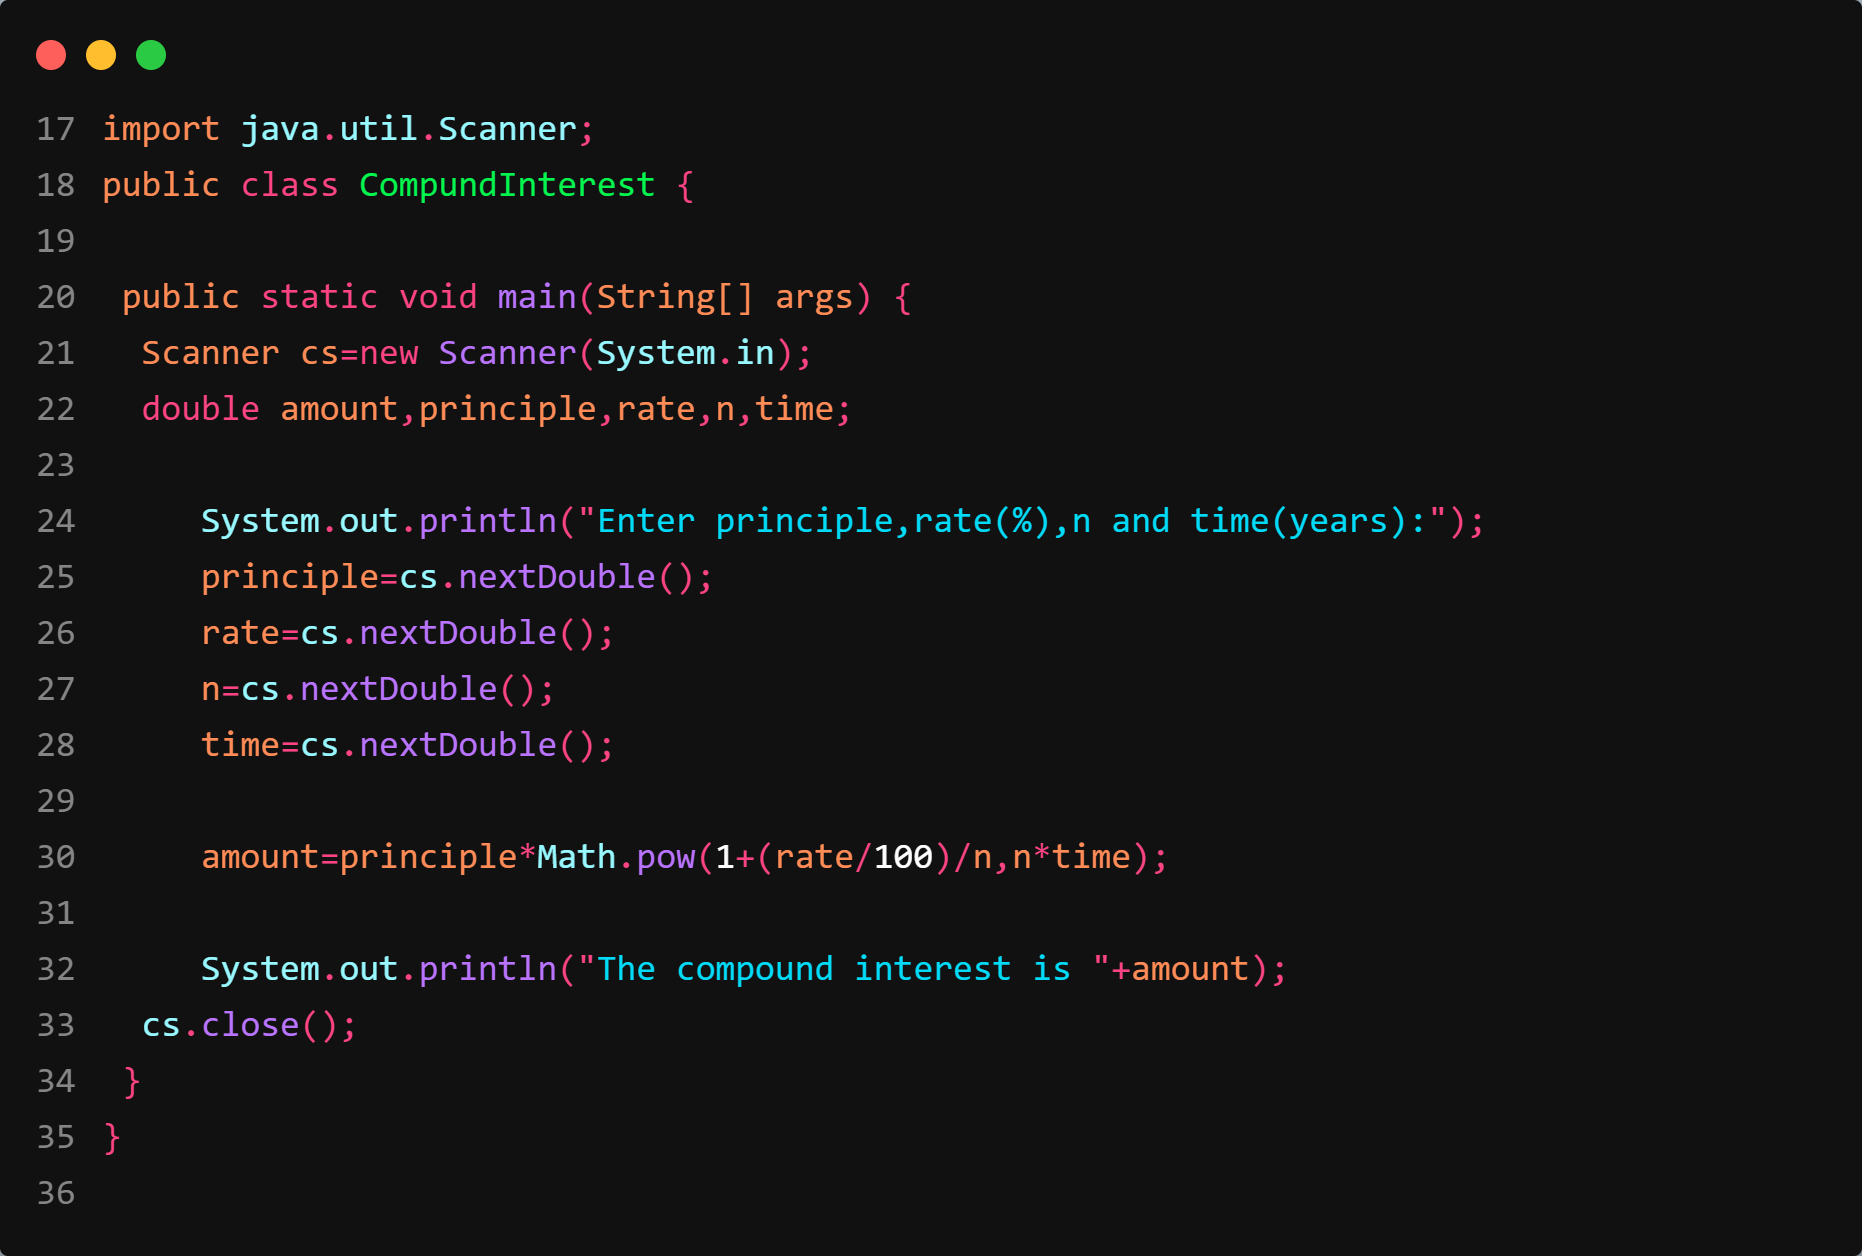 17 import java.util.Scanner;
18 public class CompundInterest {
19
20  public static void main(String[] args) {
21   Scanner cs=new Scanner(System.in);
22   double amount,principle,rate,n,time;
23
24      System.out.println("Enter principle,rate(%),n and time(years):");
25      principle=cs.nextDouble();
26      rate=cs.nextDouble();
27      n=cs.nextDouble();
28      time=cs.nextDouble();
29
30      amount=principle*Math.pow(1+(rate/100)/n,n*time);
31
32      System.out.println("The compound interest is "+amount);
33   cs.close();
34  }
35 }
36